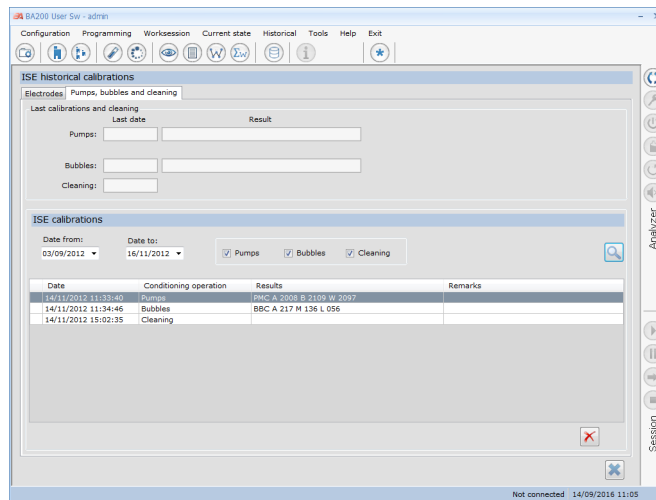 BA200 User Sw - admin
Configuration Programming Worksession Current state Historical Tools Help Exit
ISE historical calibrations
Electrodes Pumps, bubbles and cleaning
Last calibrations and cleaning
Last date Result
Pumps:
Bubbles:
Cleaning:
ISE calibrations
Date from: Date to:
03/09/2012 16/11/2012 Pumps Bubbles Cleaning
Date Conditioning operation Results Remarks
14/11/2012 11:33:40 Pumps PMC A 2008 B 2109 W 2097
14/11/2012 11:34:46 Bubbles BBC A 217 M 136 L 056
14/11/2012 15:02:35 Cleaning
Analyzer
Session
Not connected 14/09/2016 11:05